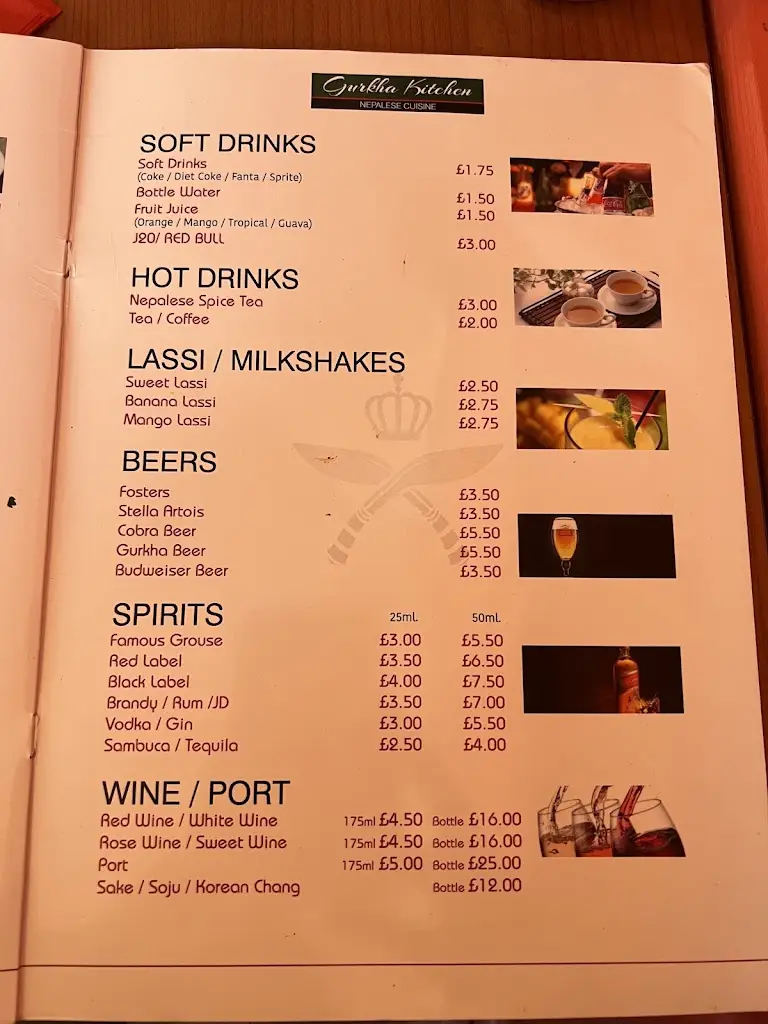 Gurkha Kitchen
NEPALESE CUISINE
SOFT DRINKS
Soft Drinks £1.75
(Coke / Diet Coke / Fanta / Sprite)
Bottle Water £1.50
Fruit Juice £1.50
(Orange / Mango / Tropical / Guava)
J20/ RED BULL £3.00
HOT DRINKS
Nepalese Spice Tea £3.00
Tea / Coffee £2.00
LASSI / MILKSHAKES
Sweet Lassi £2.50
Banana Lassi £2.75
Mango Lassi £2.75
BEERS
Fosters £3.50
Stella Artois £3.50
Cobra Beer £5.50
Gurkha Beer £5.50
Budweiser Beer £3.50
SPIRITS 25ml. 50ml.
Famous Grouse £3.00 £5.50
Red Label £3.50 £6.50
Black Label £4.00 £7.50
Brandy / Rum /JD £3.50 £7.00
Vodka / Gin £3.00 £5.50
Sambuca / Tequila £2.50 £4.00
WINE / PORT
Red Wine / White Wine 175ml £4.50 Bottle £16.00
Rose Wine / Sweet Wine 175ml £4.50 Bottle £16.00
Port 175ml £5.00 Bottle £25.00
Sake / Soju / Korean Chang Bottle £12.00